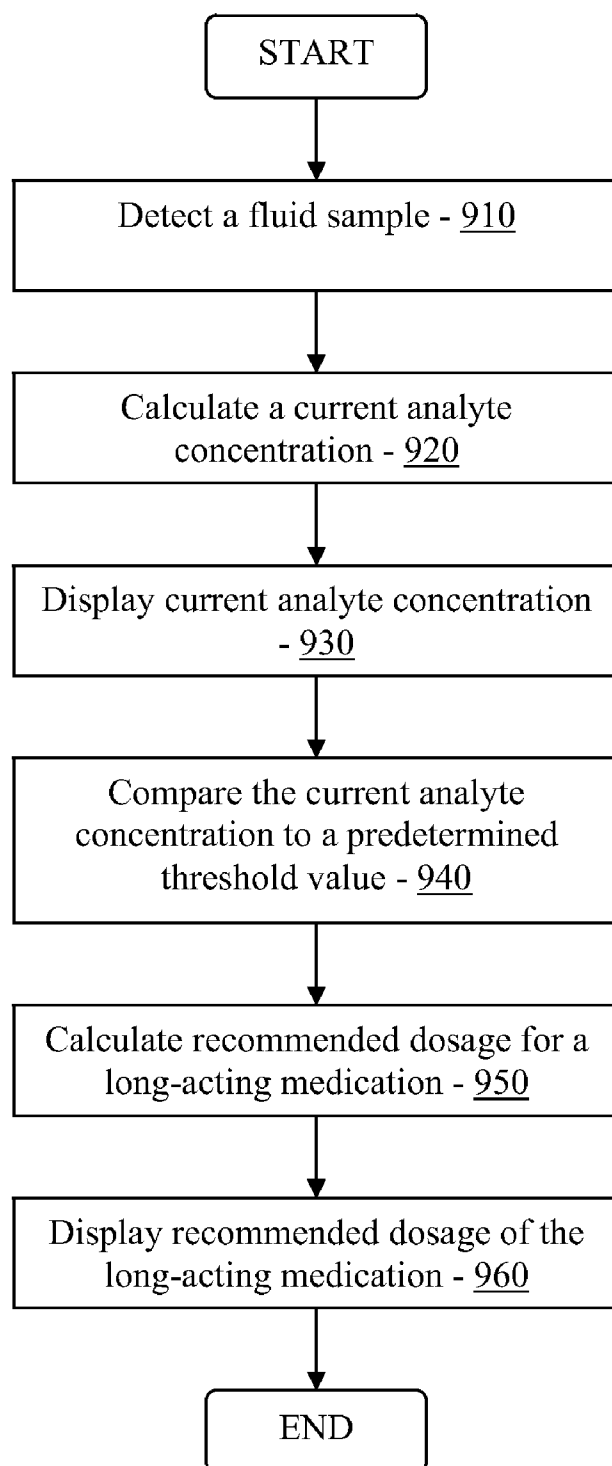 START
Detect a fluid sample - 910
Calculate a current analyte
concentration - 920
Display current analyte concentration
- 930
Compare the current analyte
concentration to a predetermined
threshold value - 940
Calculate recommended dosage for a
long-acting medication - 950
Display recommended dosage of the
long-acting medication - 960
END